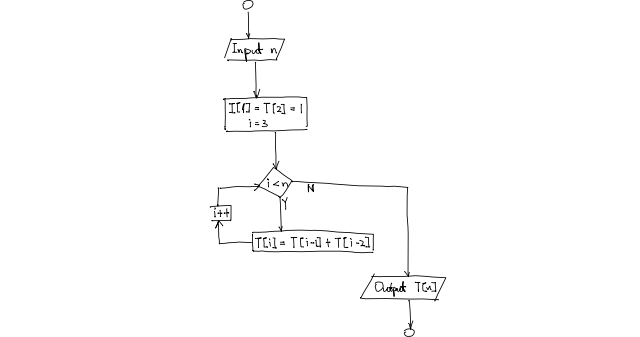 Input n
T[1] = T[2] = 1
i = 3
i < n
N
Y
i++
T[i] = T[i-1] + T[i-2]
Output T[n]